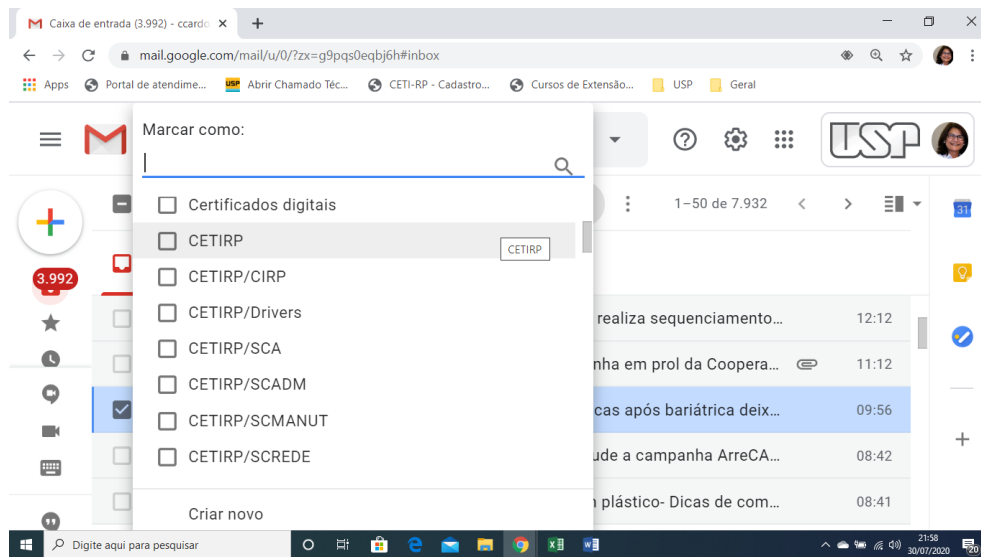 Caixa de entrada (3.992) - ccardo
mail.google.com/mail/u/0/?zx=g9pqs0eqbj6h#inbox
Apps Portal de atendime... USP Abrir Chamado Téc... CETI-RP - Cadastro... Cursos de Extensão... USP Geral
Marcar como:
USP
Certificados digitais
1–50 de 7.932
31
CETIRP
CETIRP
3.992
CETIRP/CIRP
CETIRP/Drivers
realiza sequenciamento... 12:12
CETIRP/SCA
nha em prol da Coopera... 11:12
CETIRP/SCADM
cas após bariátrica deix... 09:56
CETIRP/SCMANUT
CETIRP/SCREDE
ude a campanha ArreCA... 08:42
plástico- Dicas de com... 08:41
Criar novo
Digite aqui para pesquisar
21:58
30/07/2020
20